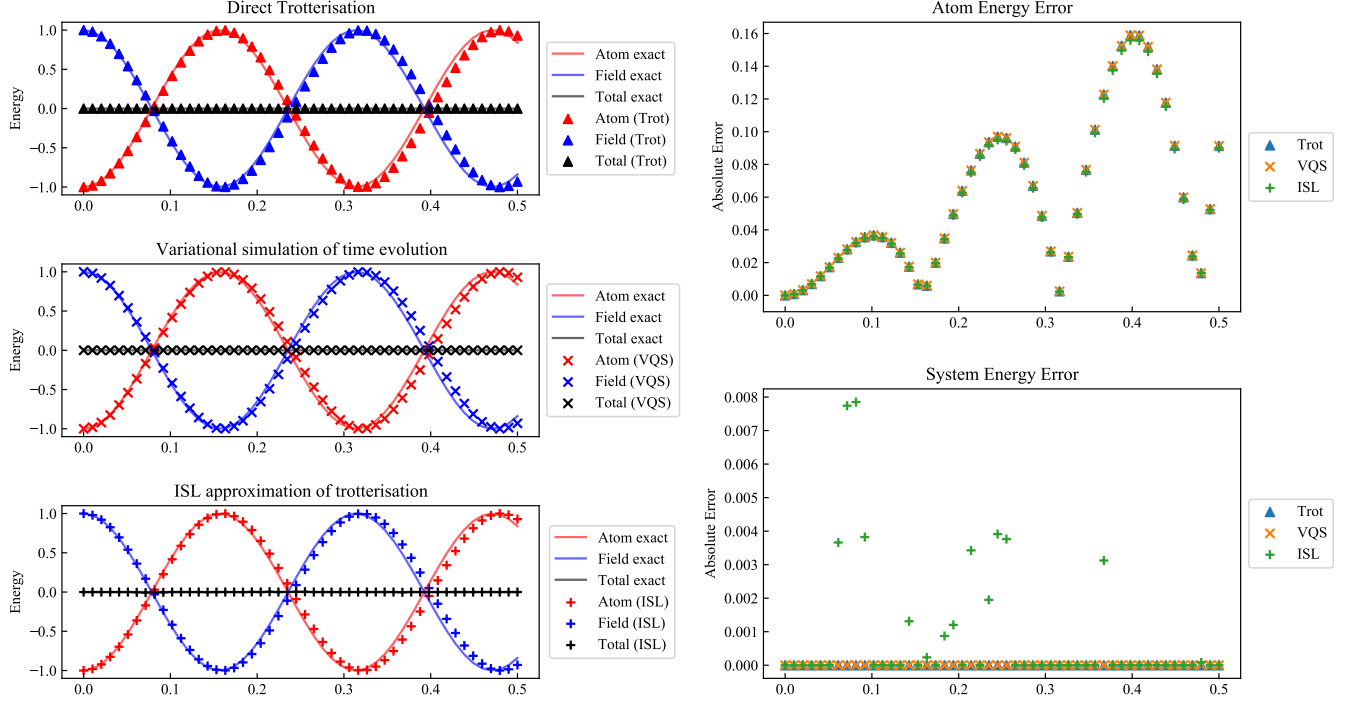 Direct Trotterisation
1.0
0.5
0.0
−0.5
−1.0
Energy
0.0 0.1 0.2 0.3 0.4 0.5
Atom exact
Field exact
Total exact
Atom (Trot)
Field (Trot)
Total (Trot)
Variational simulation of time evolution
1.0
0.5
0.0
−0.5
−1.0
Energy
0.0 0.1 0.2 0.3 0.4 0.5
Atom exact
Field exact
Total exact
Atom (VQS)
Field (VQS)
Total (VQS)
ISL approximation of trotterisation
1.0
0.5
0.0
−0.5
−1.0
Energy
0.0 0.1 0.2 0.3 0.4 0.5
Atom exact
Field exact
Total exact
Atom (ISL)
Field (ISL)
Total (ISL)
Atom Energy Error
0.16
0.14
0.12
0.10
0.08
0.06
0.04
0.02
0.00
Absolute Error
0.0 0.1 0.2 0.3 0.4 0.5
Trot
VQS
ISL
System Energy Error
0.008
0.007
0.006
0.005
0.004
0.003
0.002
0.001
0.000
Absolute Error
0.0 0.1 0.2 0.3 0.4 0.5
Trot
VQS
ISL